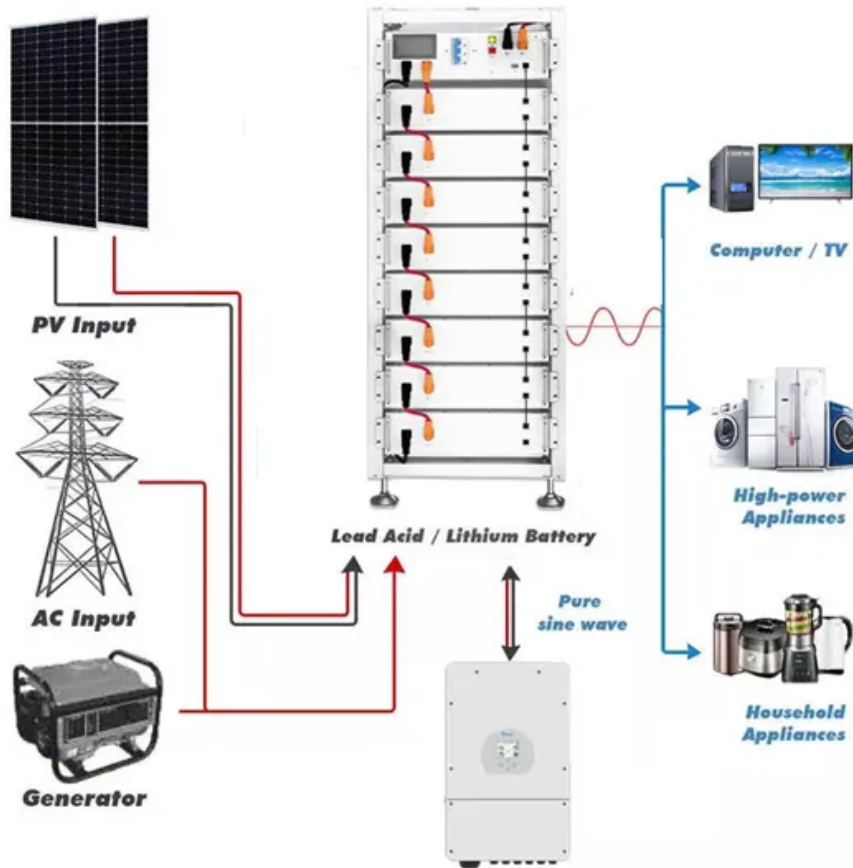 PV Input
AC Input
Generator
Lead Acid / Lithium Battery
Pure
sine wave
Computer / TV
High-power
Appliances
Household
Appliances